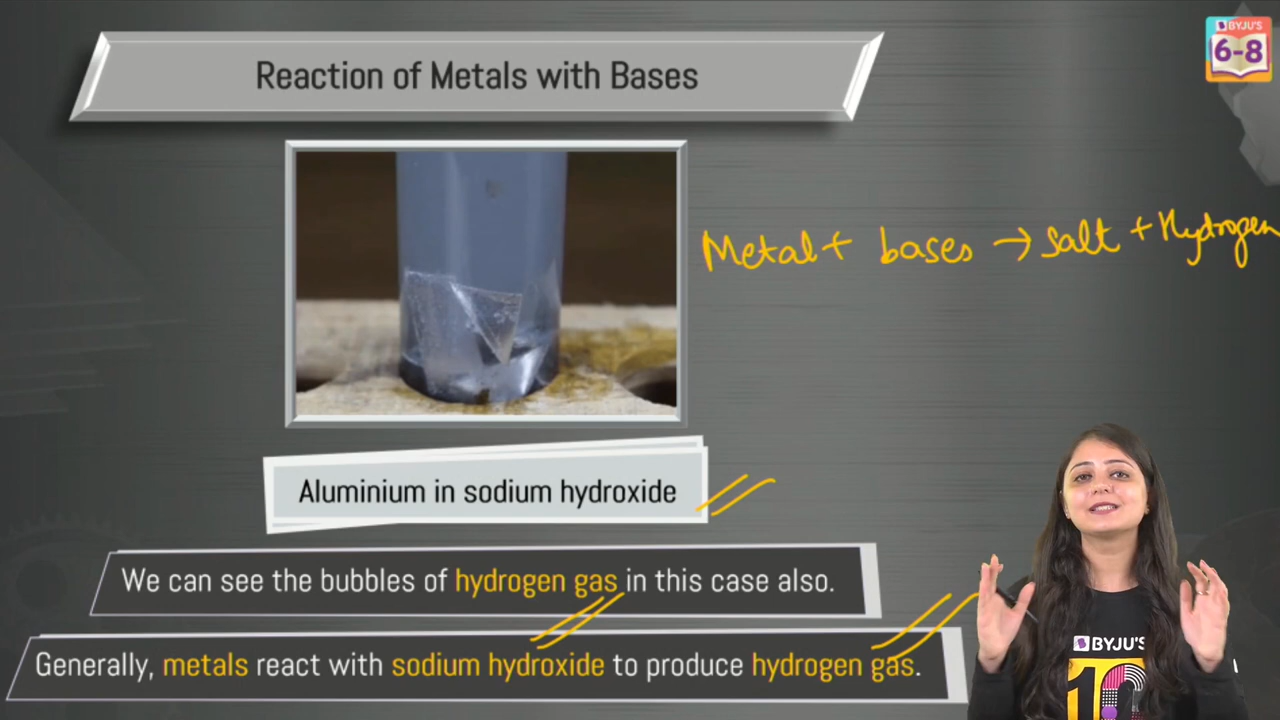 BYJU'S
6-8
Reaction of Metals with Bases
Metal + bases → salt + Hydrogen
Aluminium in sodium hydroxide
We can see the bubbles of hydrogen gas in this case also.
Generally, metals react with sodium hydroxide to produce hydrogen gas.
BYJU'S